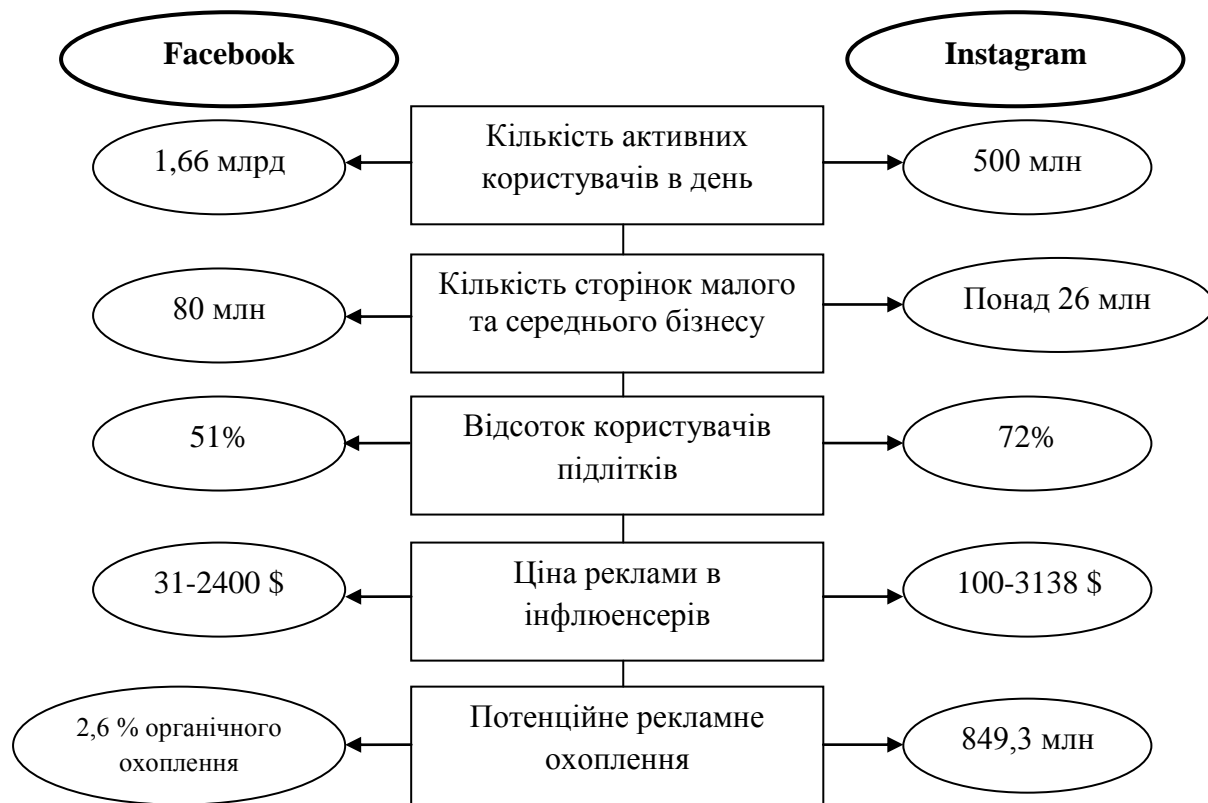 Facebook
Instagram
Кількість активних
користувачів в день
1,66 млрд
500 млн
Кількість сторінок малого
та середнього бізнесу
80 млн
Понад 26 млн
Відсоток користувачів
підлітків
51%
72%
Ціна реклами в
інфлюенсерів
31-2400 $
100-3138 $
Потенційне рекламне
охоплення
2,6 % органічного
охоплення
849,3 млн